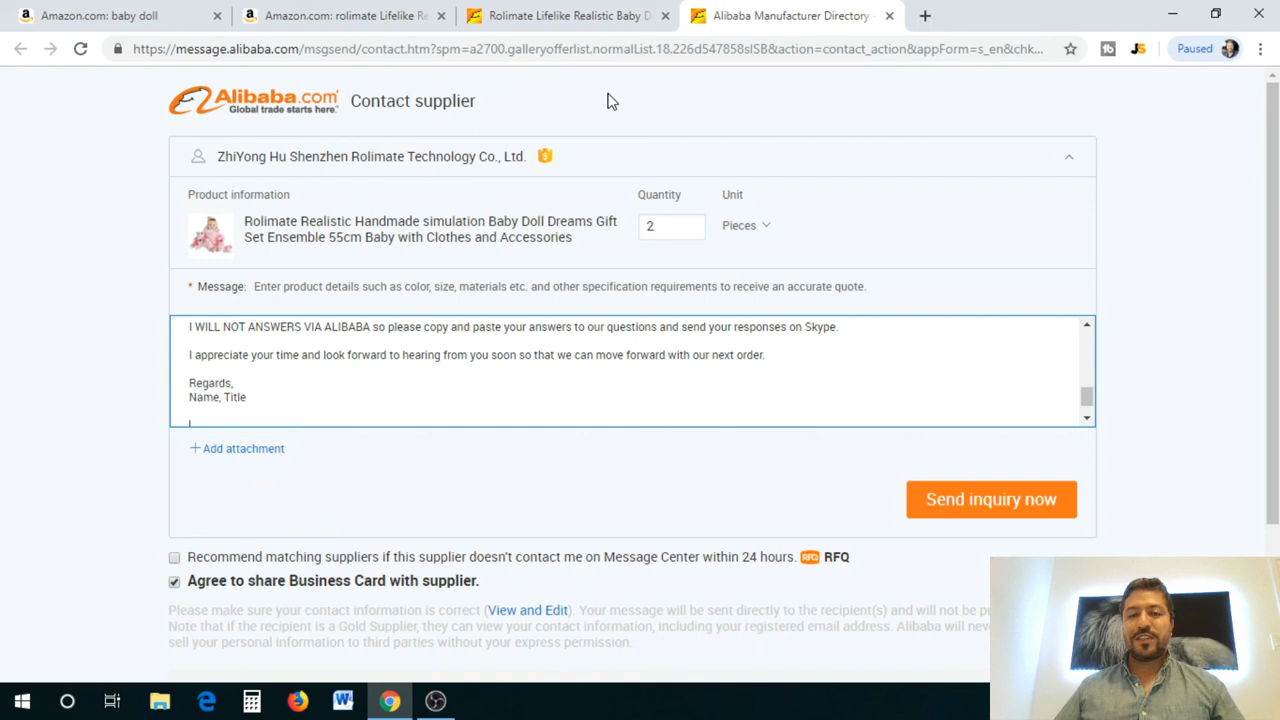 Amazon.com: baby doll
Amazon.com: rolimate Lifelike Re
Rolimate Lifelike Realistic Baby D
Alibaba Manufacturer Directory -
https://message.alibaba.com/msgsend/contact.htm?spm=a2700.galleryofferlist.normalList.18.226d547858sISB&action=contact_action&appForm=s_en&chk...
tb
JS
Paused
Alibaba.com
Global trade starts here.™
Contact supplier
ZhiYong Hu Shenzhen Rolimate Technology Co., Ltd.
Product information
Quantity
Unit
Rolimate Realistic Handmade simulation Baby Doll Dreams Gift
Set Ensemble 55cm Baby with Clothes and Accessories
2
Pieces
* Message: Enter product details such as color, size, materials etc. and other specification requirements to receive an accurate quote.
I WILL NOT ANSWERS VIA ALIBABA so please copy and paste your answers to our questions and send your responses on Skype.
I appreciate your time and look forward to hearing from you soon so that we can move forward with our next order.
Regards,
Name, Title
+ Add attachment
Send inquiry now
Recommend matching suppliers if this supplier doesn't contact me on Message Center within 24 hours. RFQ RFQ
Agree to share Business Card with supplier.
Please make sure your contact information is correct (View and Edit). Your message will be sent directly to the recipient(s) and will not be p
Note that if the recipient is a Gold Supplier, they can view your contact information, including your registered email address. Alibaba will neve
sell your personal information to third parties without your express permission.